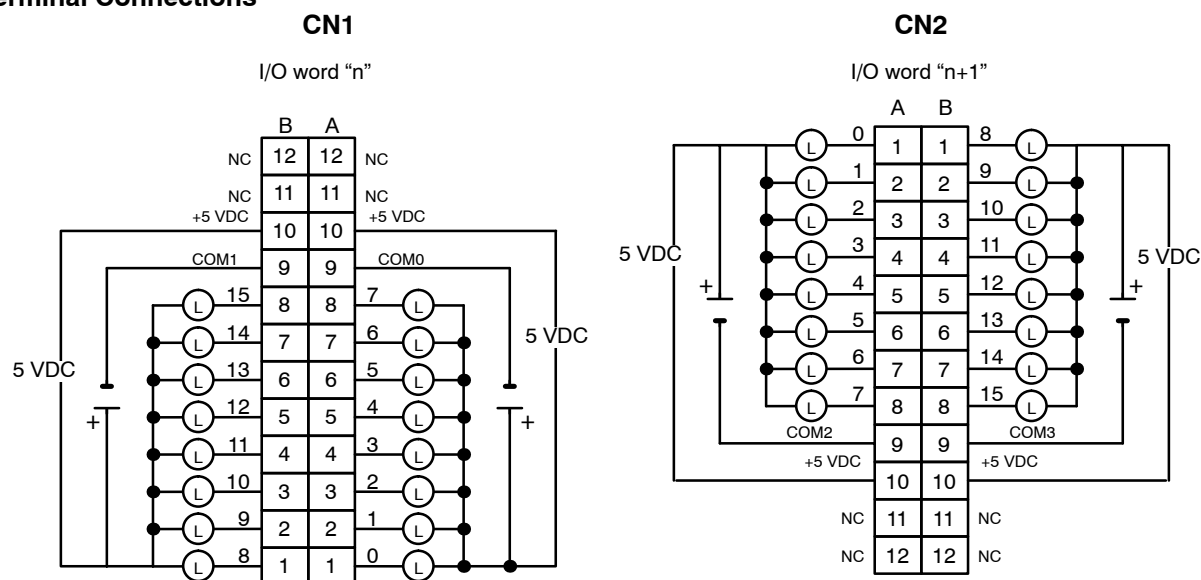 erminal Connections
CN1
I/O word “n”
B A
NC 12 12 NC
NC 11 11 NC
+5 VDC 10 10 +5 VDC
COM1 9 9 COM0
L 15 8 8 7 L
L 14 7 7 6 L
5 VDC 5 VDC
L 13 6 6 5 L
L 12 5 5 4 L
+ +
L 11 4 4 3 L
L 10 3 3 2 L
L 9 2 2 1 L
L 8 1 1 0 L
CN2
I/O word “n+1”
A B
L 0 1 1 8 L
L 1 2 2 9 L
L 2 3 3 10 L
5 VDC L 3 4 4 11 L 5 VDC
+ L 4 5 5 12 L +
L 5 6 6 13 L
L 6 7 7 14 L
L 7 8 8 15 L
COM2 9 9 COM3
+5 VDC 10 10 +5 VDC
NC 11 11 NC
NC 12 12 NC